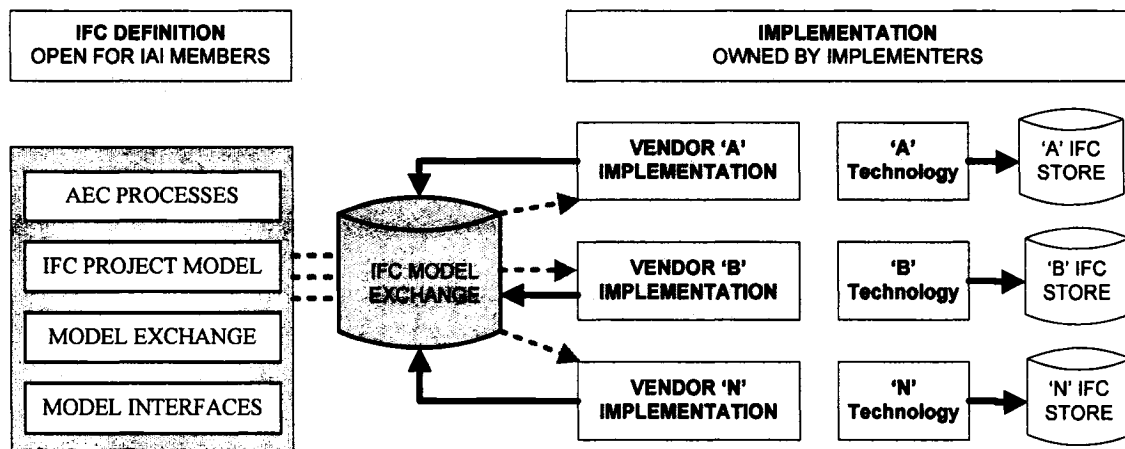 IFC DEFINITION
OPEN FOR IAI MEMBERS
IMPLEMENTATION
OWNED BY IMPLEMENTERS
AEC PROCESSES
IFC PROJECT MODEL
MODEL EXCHANGE
MODEL INTERFACES
IFC MODEL
EXCHANGE
VENDOR ‘A’
IMPLEMENTATION
‘A’
Technology
‘A’ IFC
STORE
VENDOR ‘B’
IMPLEMENTATION
‘B’
Technology
‘B’ IFC
STORE
VENDOR ‘N’
IMPLEMENTATION
‘N’
Technology
‘N’ IFC
STORE